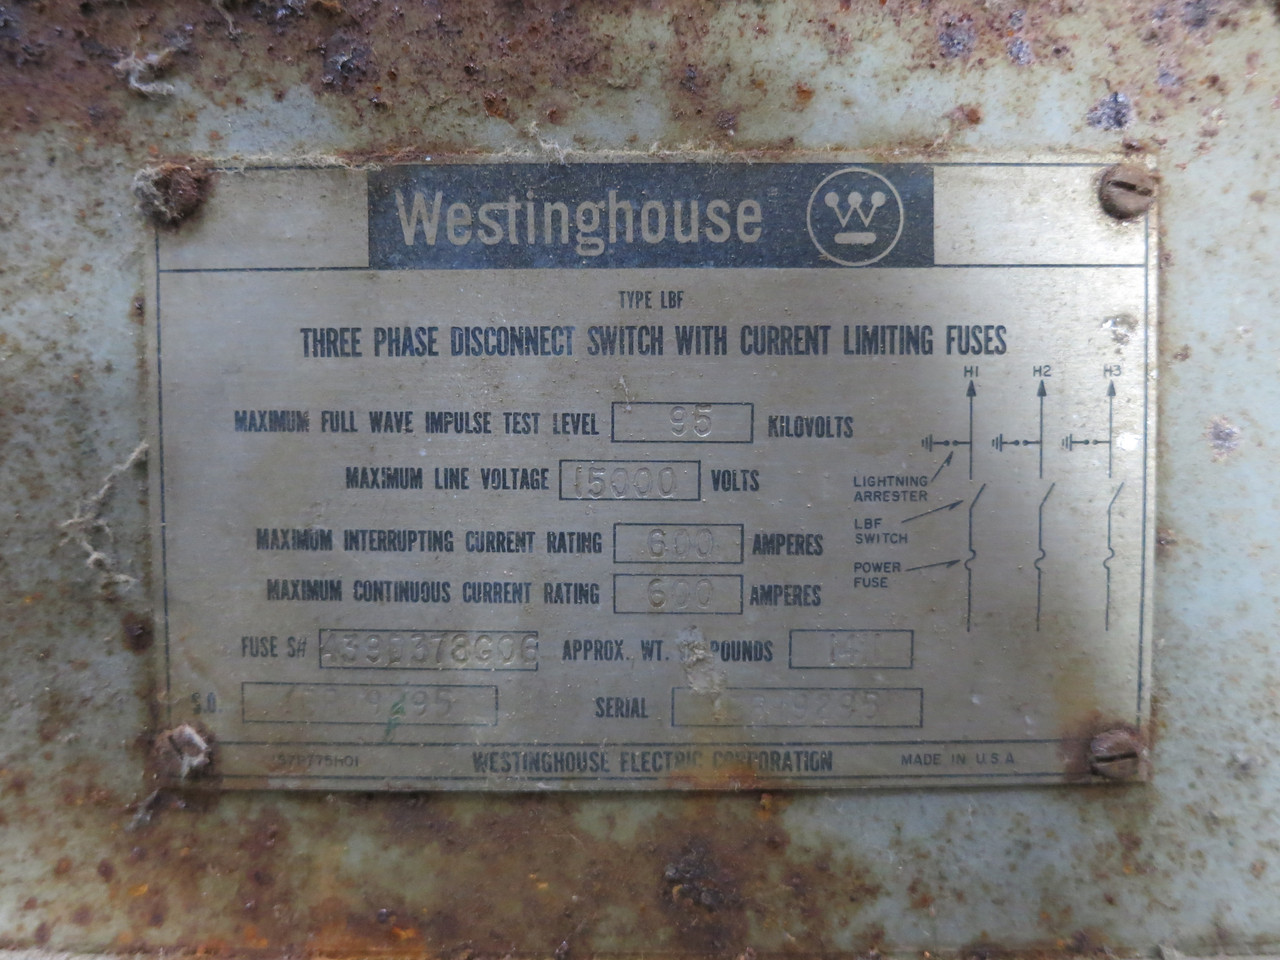 Westinghouse W
TYPE LBF
THREE PHASE DISCONNECT SWITCH WITH CURRENT LIMITING FUSES
H1 H2 H3
MAXIMUM FULL WAVE IMPULSE TEST LEVEL 95 KILOVOLTS
MAXIMUM LINE VOLTAGE 15000 VOLTS
LIGHTNING
ARRESTER
LBF
SWITCH
MAXIMUM INTERRUPTING CURRENT RATING 600 AMPERES
POWER
FUSE
MAXIMUM CONTINUOUS CURRENT RATING 600 AMPERES
FUSE S# 439D378G06 APPROX. WT. POUNDS
S.O. SERIAL
WESTINGHOUSE ELECTRIC CORPORATION MADE IN U.S.A